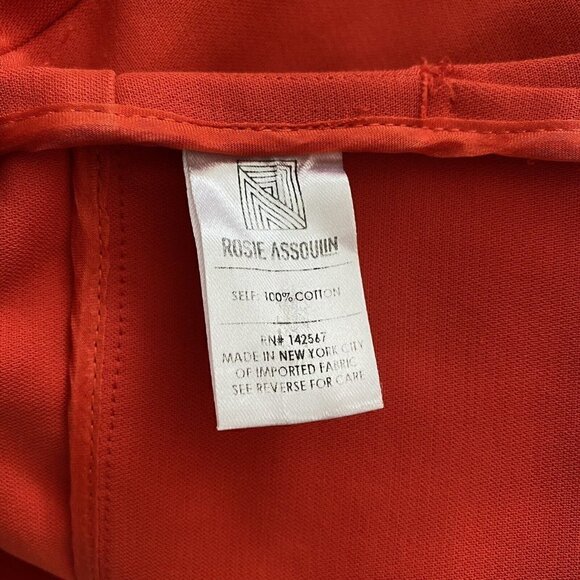 ROSIE ASSOULIN
SELF: 100% COTTON
RN# 142567
MADE IN NEW YORK CITY
OF IMPORTED FABRIC
SEE REVERSE FOR CARE